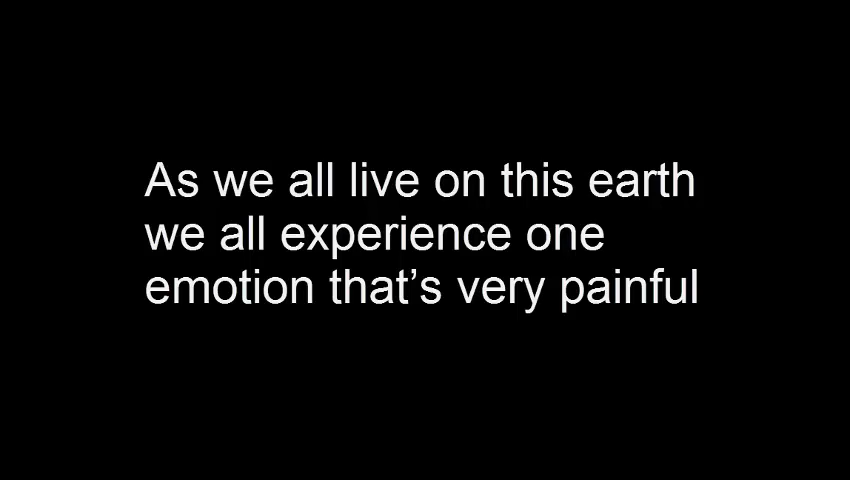 As we all live on this earth
we all experience one
emotion that’s very painful